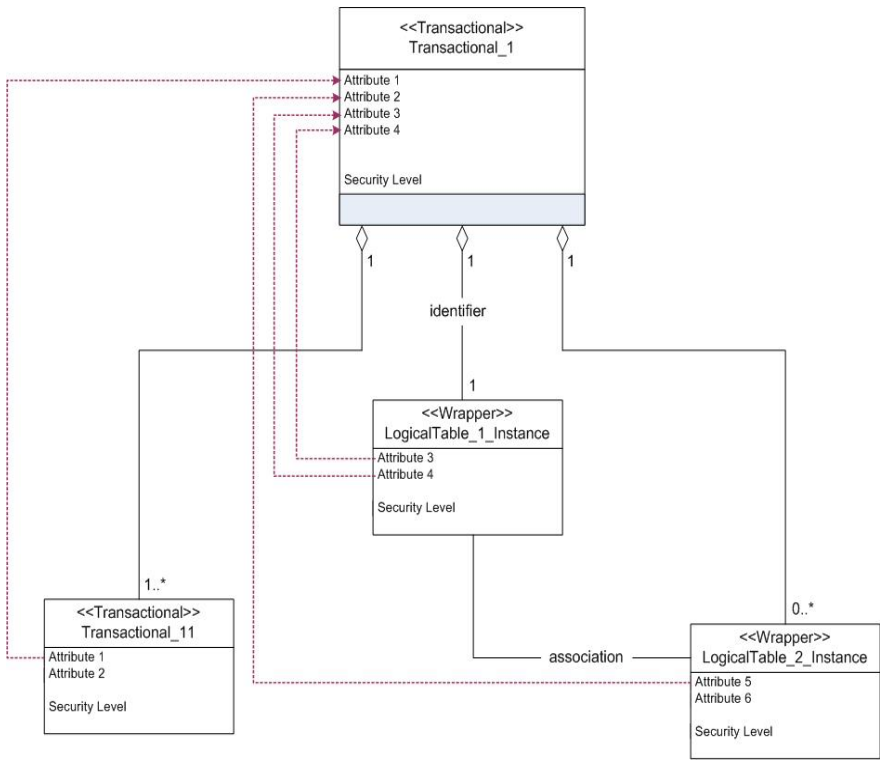 <<Transactional>>
Transactional_1
Attribute 1
Attribute 2
Attribute 3
Attribute 4
Security Level
1
1
1
identifier
1
<<Wrapper>>
LogicalTable_1_Instance
Attribute 3
Attribute 4
Security Level
1..*
<<Transactional>>
Transactional_11
Attribute 1
Attribute 2
Security Level
association
0..*
<<Wrapper>>
LogicalTable_2_Instance
Attribute 5
Attribute 6
Security Level